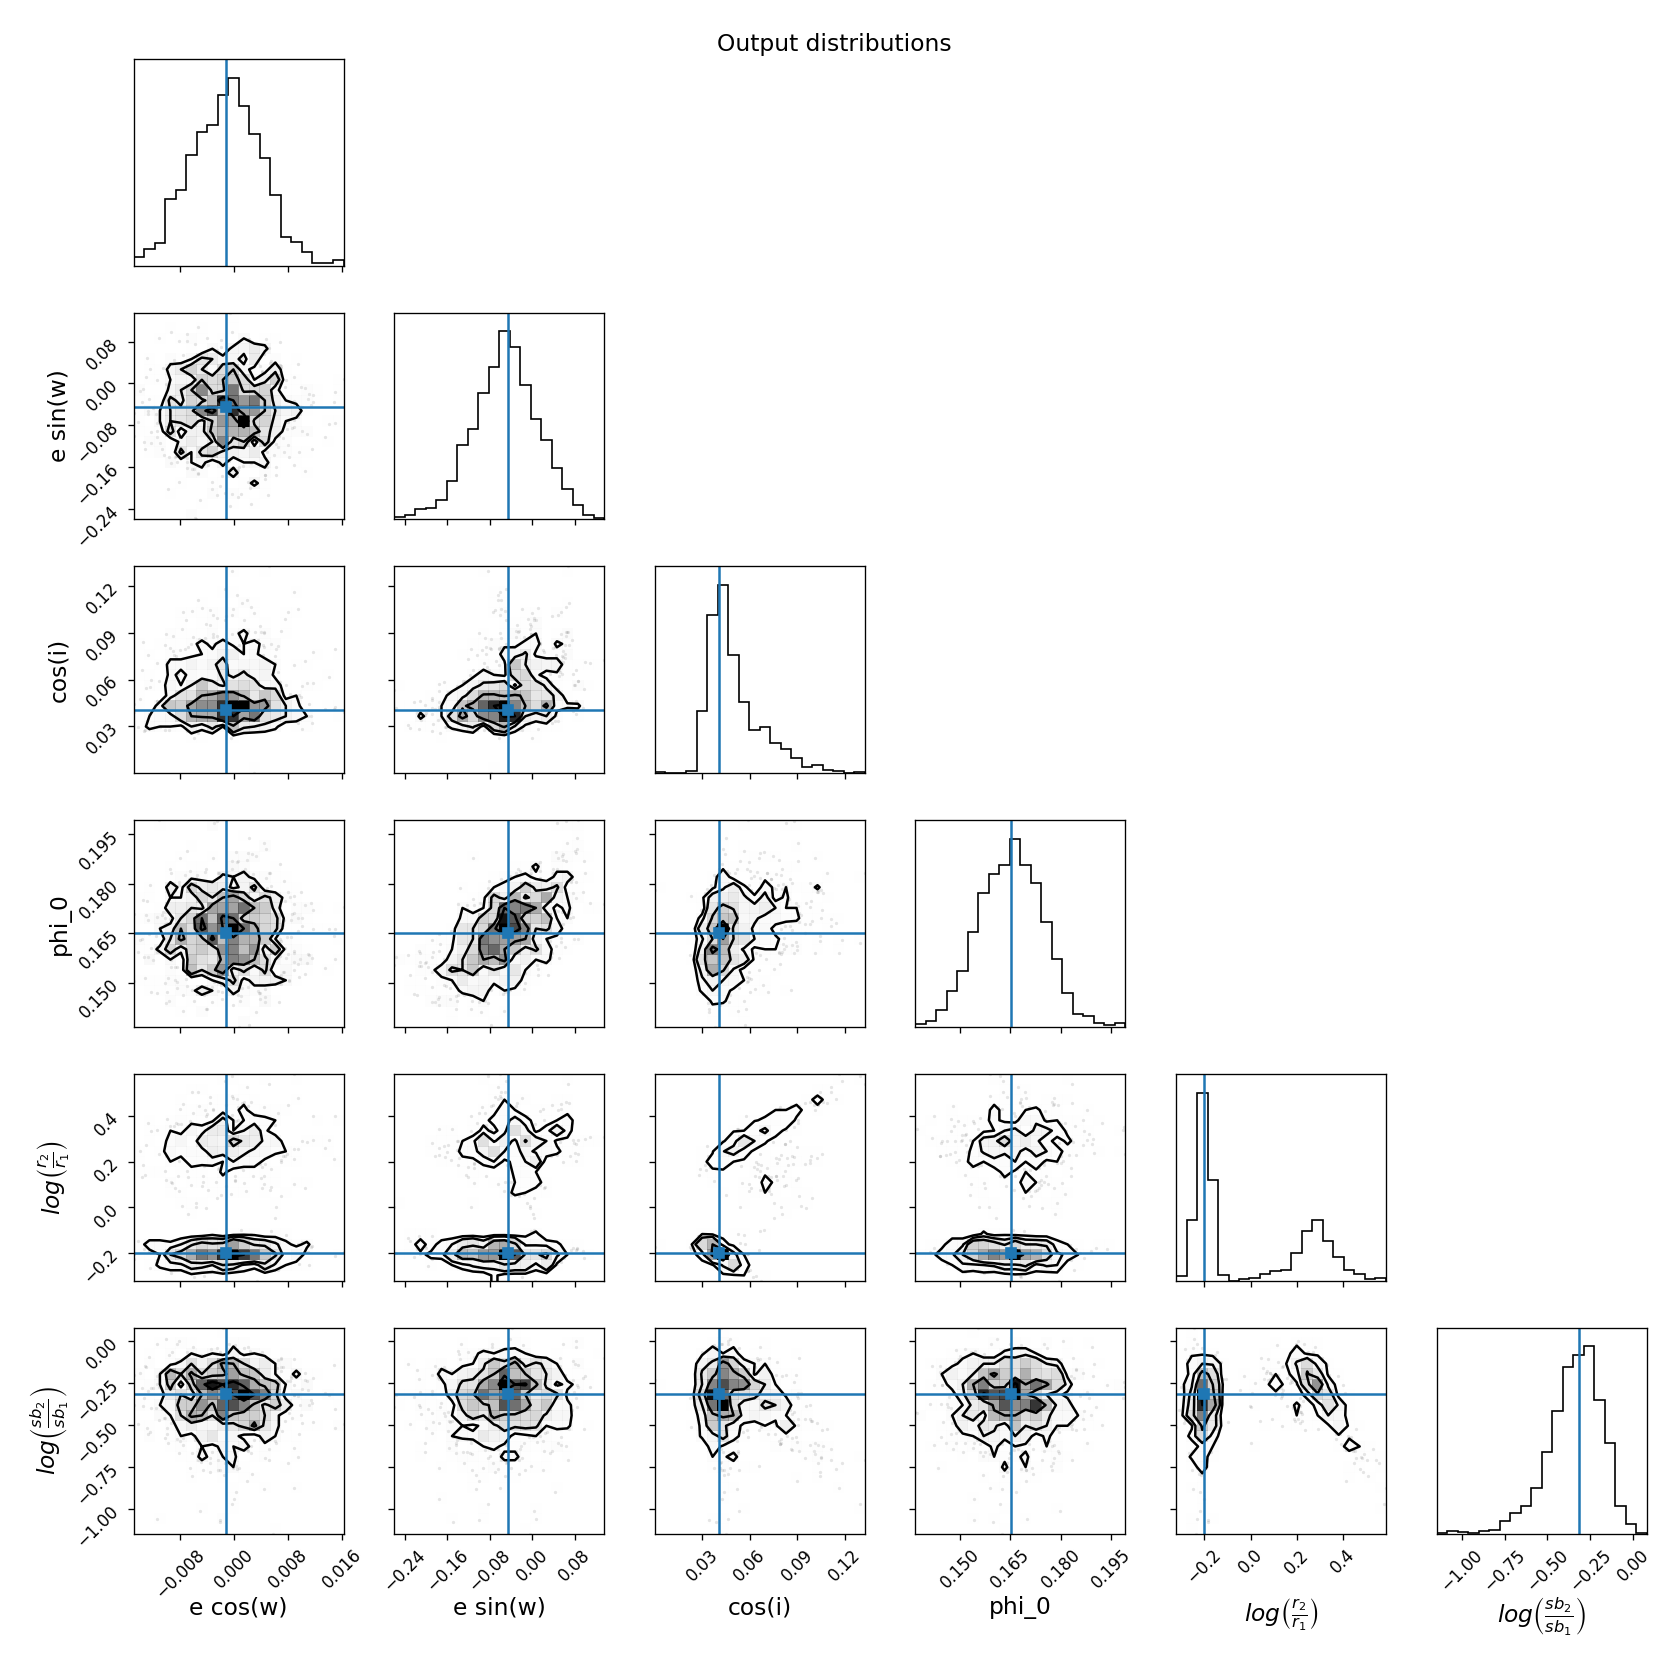 Output distributions
e sin(w)
0.08
0.00
−0.08
−0.16
−0.24
cos(i)
0.12
0.09
0.06
0.03
phi_0
0.195
0.180
0.165
0.150
log(r₂/r₁)
0.4
0.2
0.0
−0.2
log(sb₂/sb₁)
0.00
−0.25
−0.50
−0.75
−1.00
−0.008 0.000 0.008 0.016 −0.24 −0.16 −0.08 0.00 0.08 0.03 0.06 0.09 0.12 0.150 0.165 0.180 0.195 −0.2 0.0 0.2 0.4 −1.00 −0.75 −0.50 −0.25 0.00
e cos(w) e sin(w) cos(i) phi_0 log(r₂/r₁) log(sb₂/sb₁)